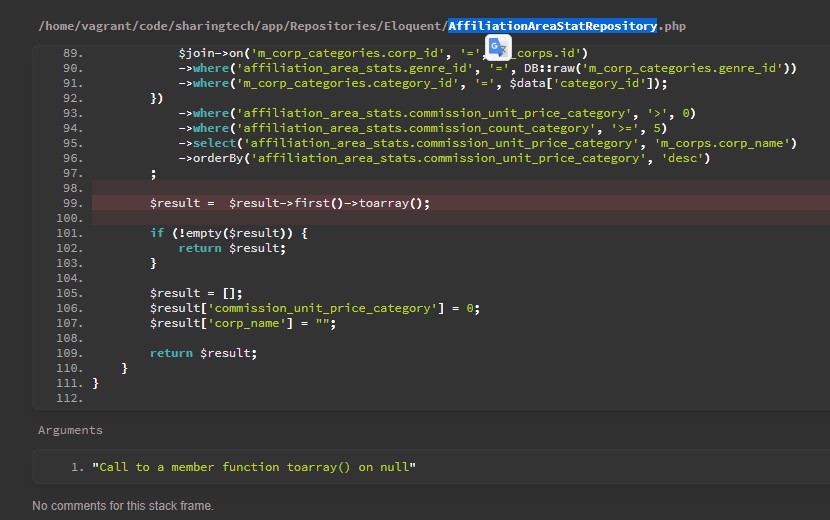 /home/vagrant/code/sharingtech/app/Repositories/Eloquent/AffiliationAreaStatRepository.php
89. $join->on('m_corp_categories.corp_id', '=', _corps.id')
90. ->where('affiliation_area_stats.genre_id', '=', DB::raw('m_corp_categories.genre_id'))
91. ->where('m_corp_categories.category_id', '=', $data['category_id']);
92. })
93. ->where('affiliation_area_stats.commission_unit_price_category', '>', 0)
94. ->where('affiliation_area_stats.commission_count_category', '>=', 5)
95. ->select('affiliation_area_stats.commission_unit_price_category', 'm_corps.corp_name')
96. ->orderBy('affiliation_area_stats.commission_unit_price_category', 'desc')
97. ;
98.
99. $result =  $result->first()->toarray();
100.
101. if (!empty($result)) {
102. return $result;
103. }
104.
105. $result = [];
106. $result['commission_unit_price_category'] = 0;
107. $result['corp_name'] = "";
108.
109. return $result;
110. }
111. }
112.
Arguments
1. "Call to a member function toarray() on null"
No comments for this stack frame.